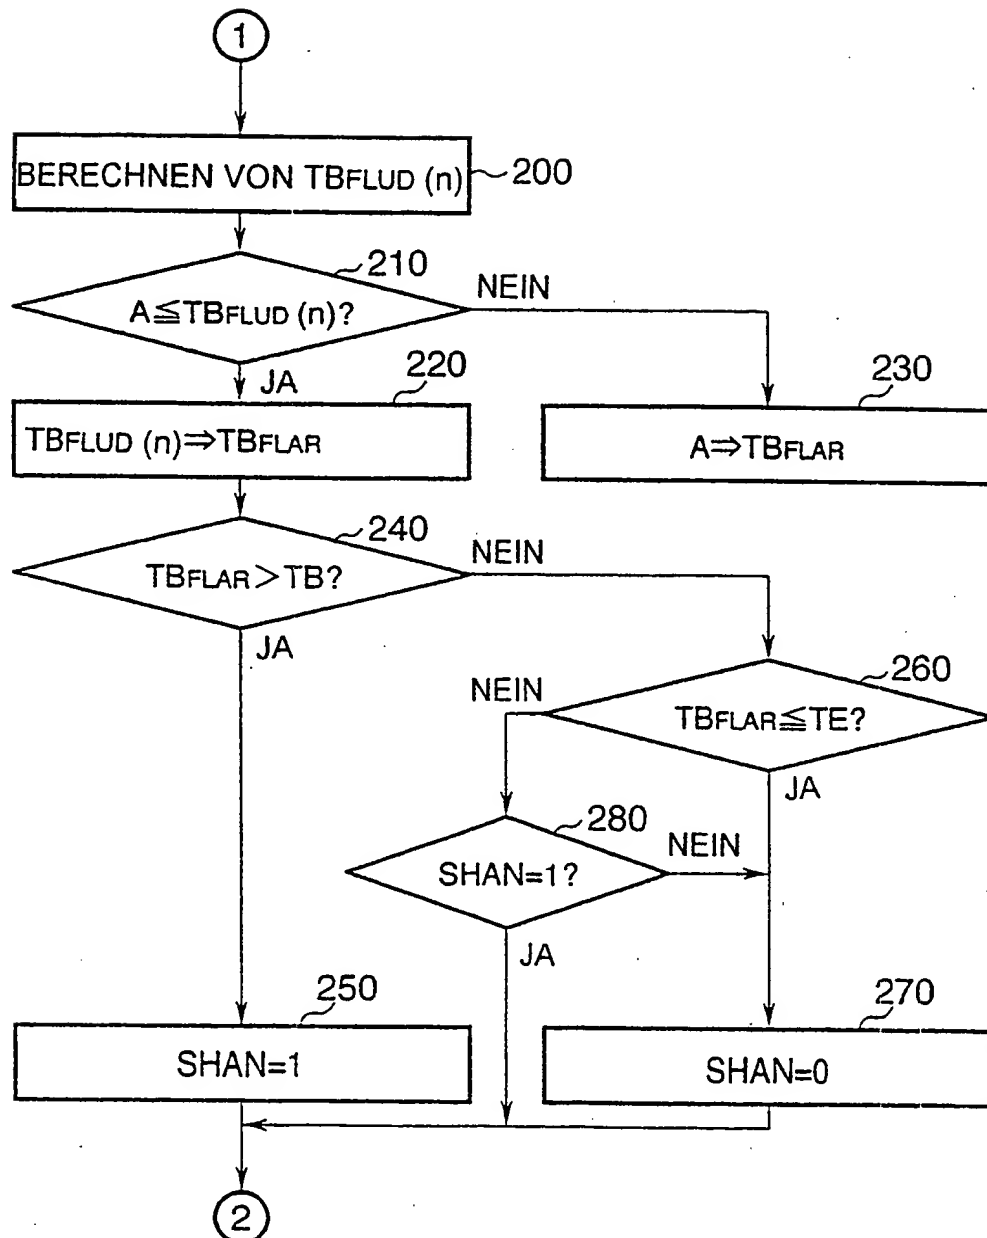 1
BERECHNEN VON TBFLUD (n)
200
210
A≦TBFLUD (n)?
NEIN
JA
220
TBFLUD (n)⇒TBFLAR
230
A⇒TBFLAR
240
TBFLAR>TB?
NEIN
JA
260
TBFLAR≦TE?
NEIN
JA
280
SHAN=1?
NEIN
JA
250
SHAN=1
270
SHAN=0
2